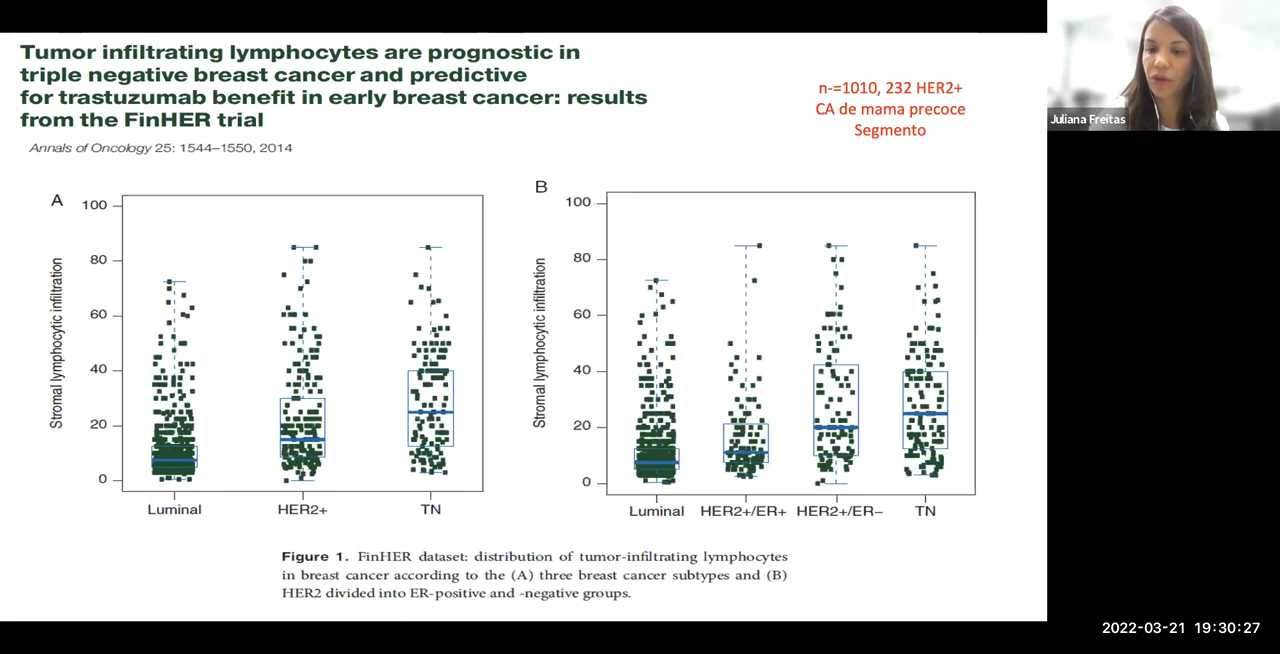 Tumor infiltrating lymphocytes are prognostic in
triple negative breast cancer and predictive
for trastuzumab benefit in early breast cancer: results
from the FinHER trial
Annals of Oncology 25: 1544–1550, 2014
n-=1010, 232 HER2+
CA de mama precoce
Segmento
Juliana Freitas
A
100
80
60
40
20
0
Stromal lymphocytic infiltration
Luminal HER2+ TN
B
100
80
60
40
20
0
Stromal lymphocytic infiltration
Luminal HER2+/ER+ HER2+/ER− TN
Figure 1. FinHER dataset: distribution of tumor-infiltrating lymphocytes
in breast cancer according to the (A) three breast cancer subtypes and (B)
HER2 divided into ER-positive and -negative groups.
2022-03-21 19:30:27